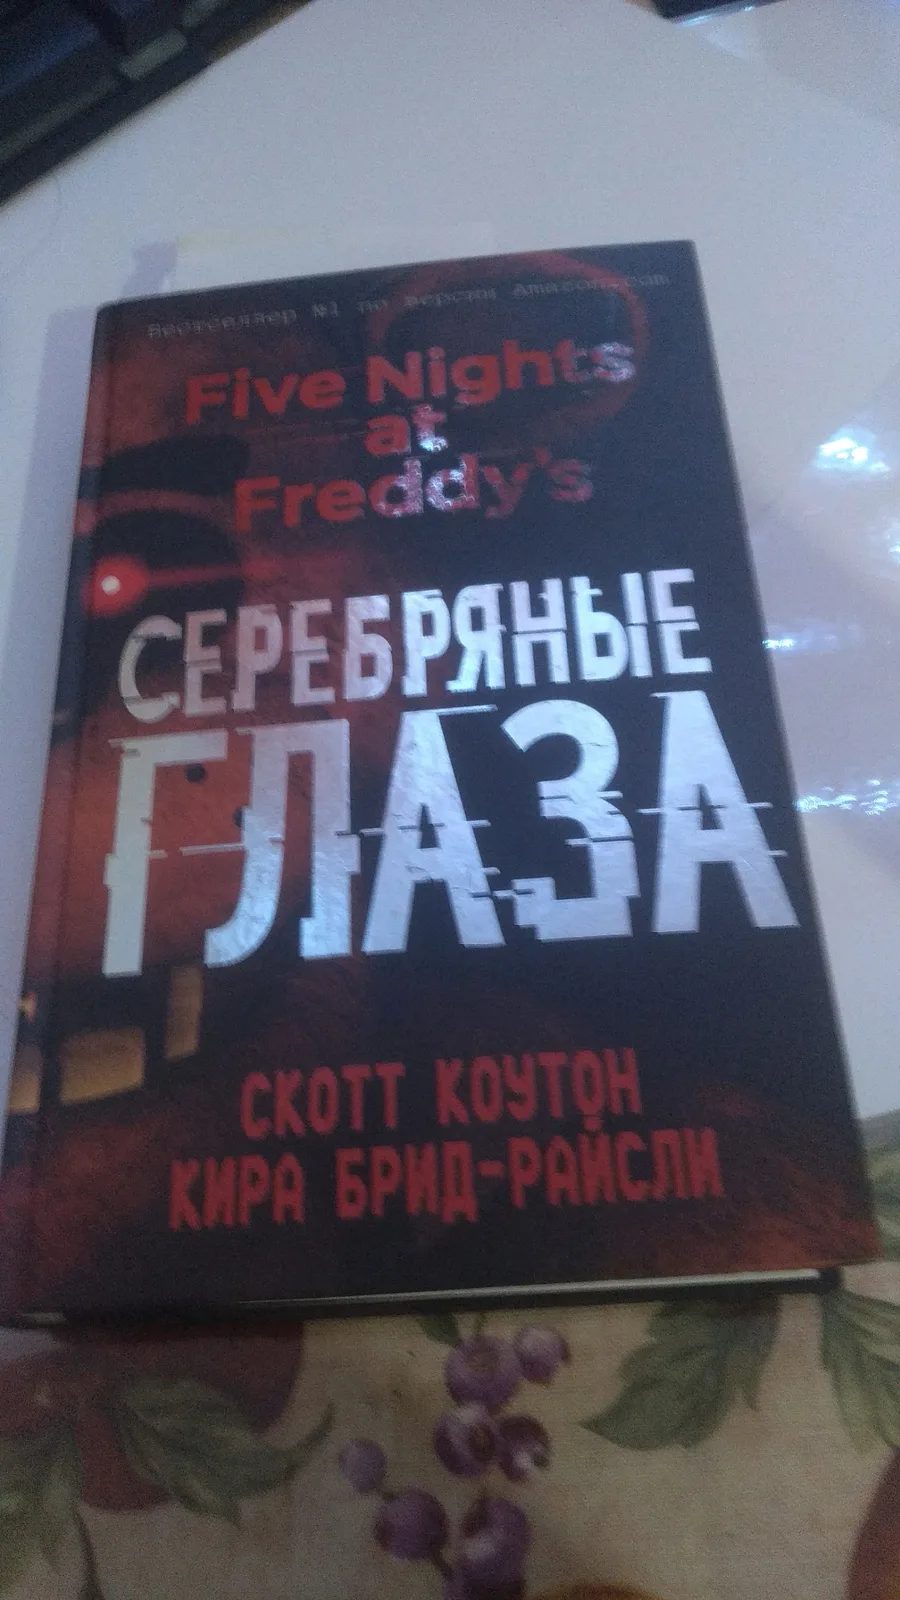 Бестселлер №1 по версии Amazon.com
Five Nights
at
Freddy's
СЕРЕБРЯНЫЕ
ГЛАЗА
СКОТТ КОУТОН
КИРА БРИД-РАЙСЛИ